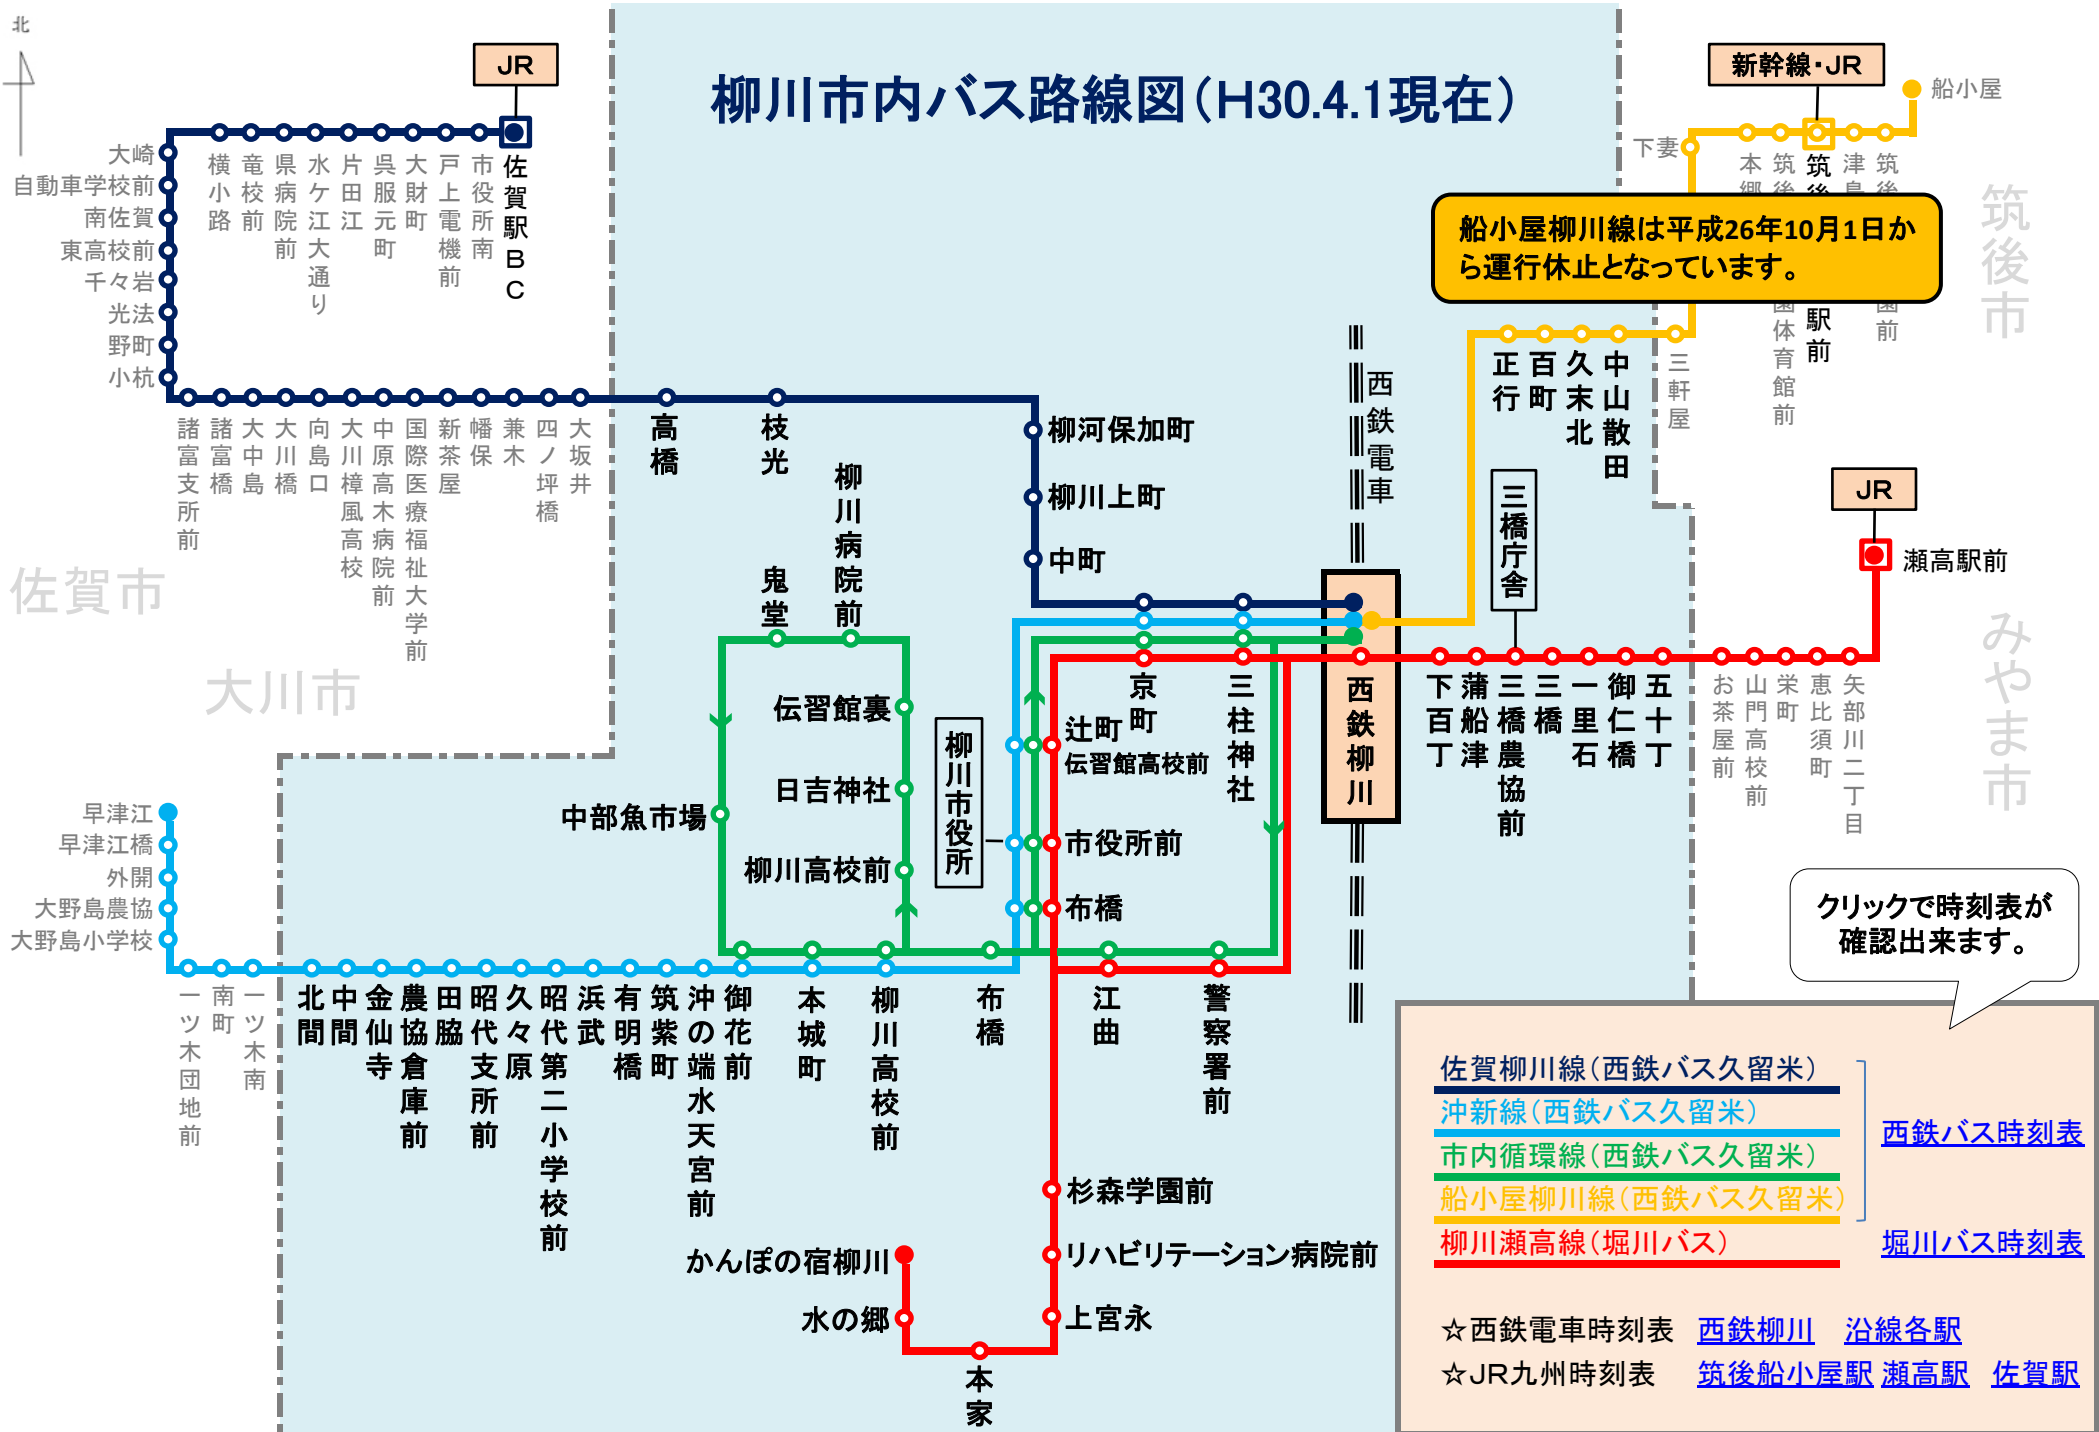 北
柳川市内バス路線図(H30.4.1現在)
JR
新幹線・JR
船小屋
下妻
筑後市
船小屋柳川線は平成26年10月1日か
ら運行休止となっています。
大崎
自動車学校前
南佐賀
東高校前
千々岩
光法
野町
小杭
横小路
竜校前
県病院前
水ケ江大通り
片田江
呉服元町
大財町
戸上電機前
市役所南
佐賀駅BC
諸富支所前
諸富橋
大中島
大川橋
向島口
大川樟風高校
中原高木病院前
国際医療福祉大学前
新茶屋
幡保
兼木
四ノ坪橋
大坂井
高橋
枝光
柳河保加町
柳川上町
中町
西鉄電車
正行
百町
久末北
中山散田
三軒屋
三橋庁舎
JR
瀬高駅前
佐賀市
大川市
みやま市
鬼堂
柳川病院前
伝習館裏
日吉神社
柳川高校前
中部魚市場
柳川市役所
京町
三柱神社
辻町
伝習館高校前
市役所前
布橋
西鉄柳川
下百丁
蒲船津
三橋農協前
三橋
一里石
御仁橋
五十丁
お茶屋前
山門高校前
栄町
恵比須町
矢部川二丁目
早津江
早津江橋
外開
大野島農協
大野島小学校
一ツ木団地前
南町
一ツ木南
北間
中間
金仙寺
農協倉庫前
田脇
昭代支所前
久々原
昭代第二小学校前
浜武
有明橋
筑紫町
沖の端水天宮前
御花前
本城町
柳川高校前
布橋
江曲
警察署前
杉森学園前
リハビリテーション病院前
上宮永
かんぽの宿柳川
水の郷
本家
クリックで時刻表が
確認出来ます。
佐賀柳川線(西鉄バス久留米)
沖新線(西鉄バス久留米)
市内循環線(西鉄バス久留米)
船小屋柳川線(西鉄バス久留米)
柳川瀬高線(堀川バス)
西鉄バス時刻表
堀川バス時刻表
☆西鉄電車時刻表 西鉄柳川 沿線各駅
☆JR九州時刻表 筑後船小屋駅 瀬高駅 佐賀駅